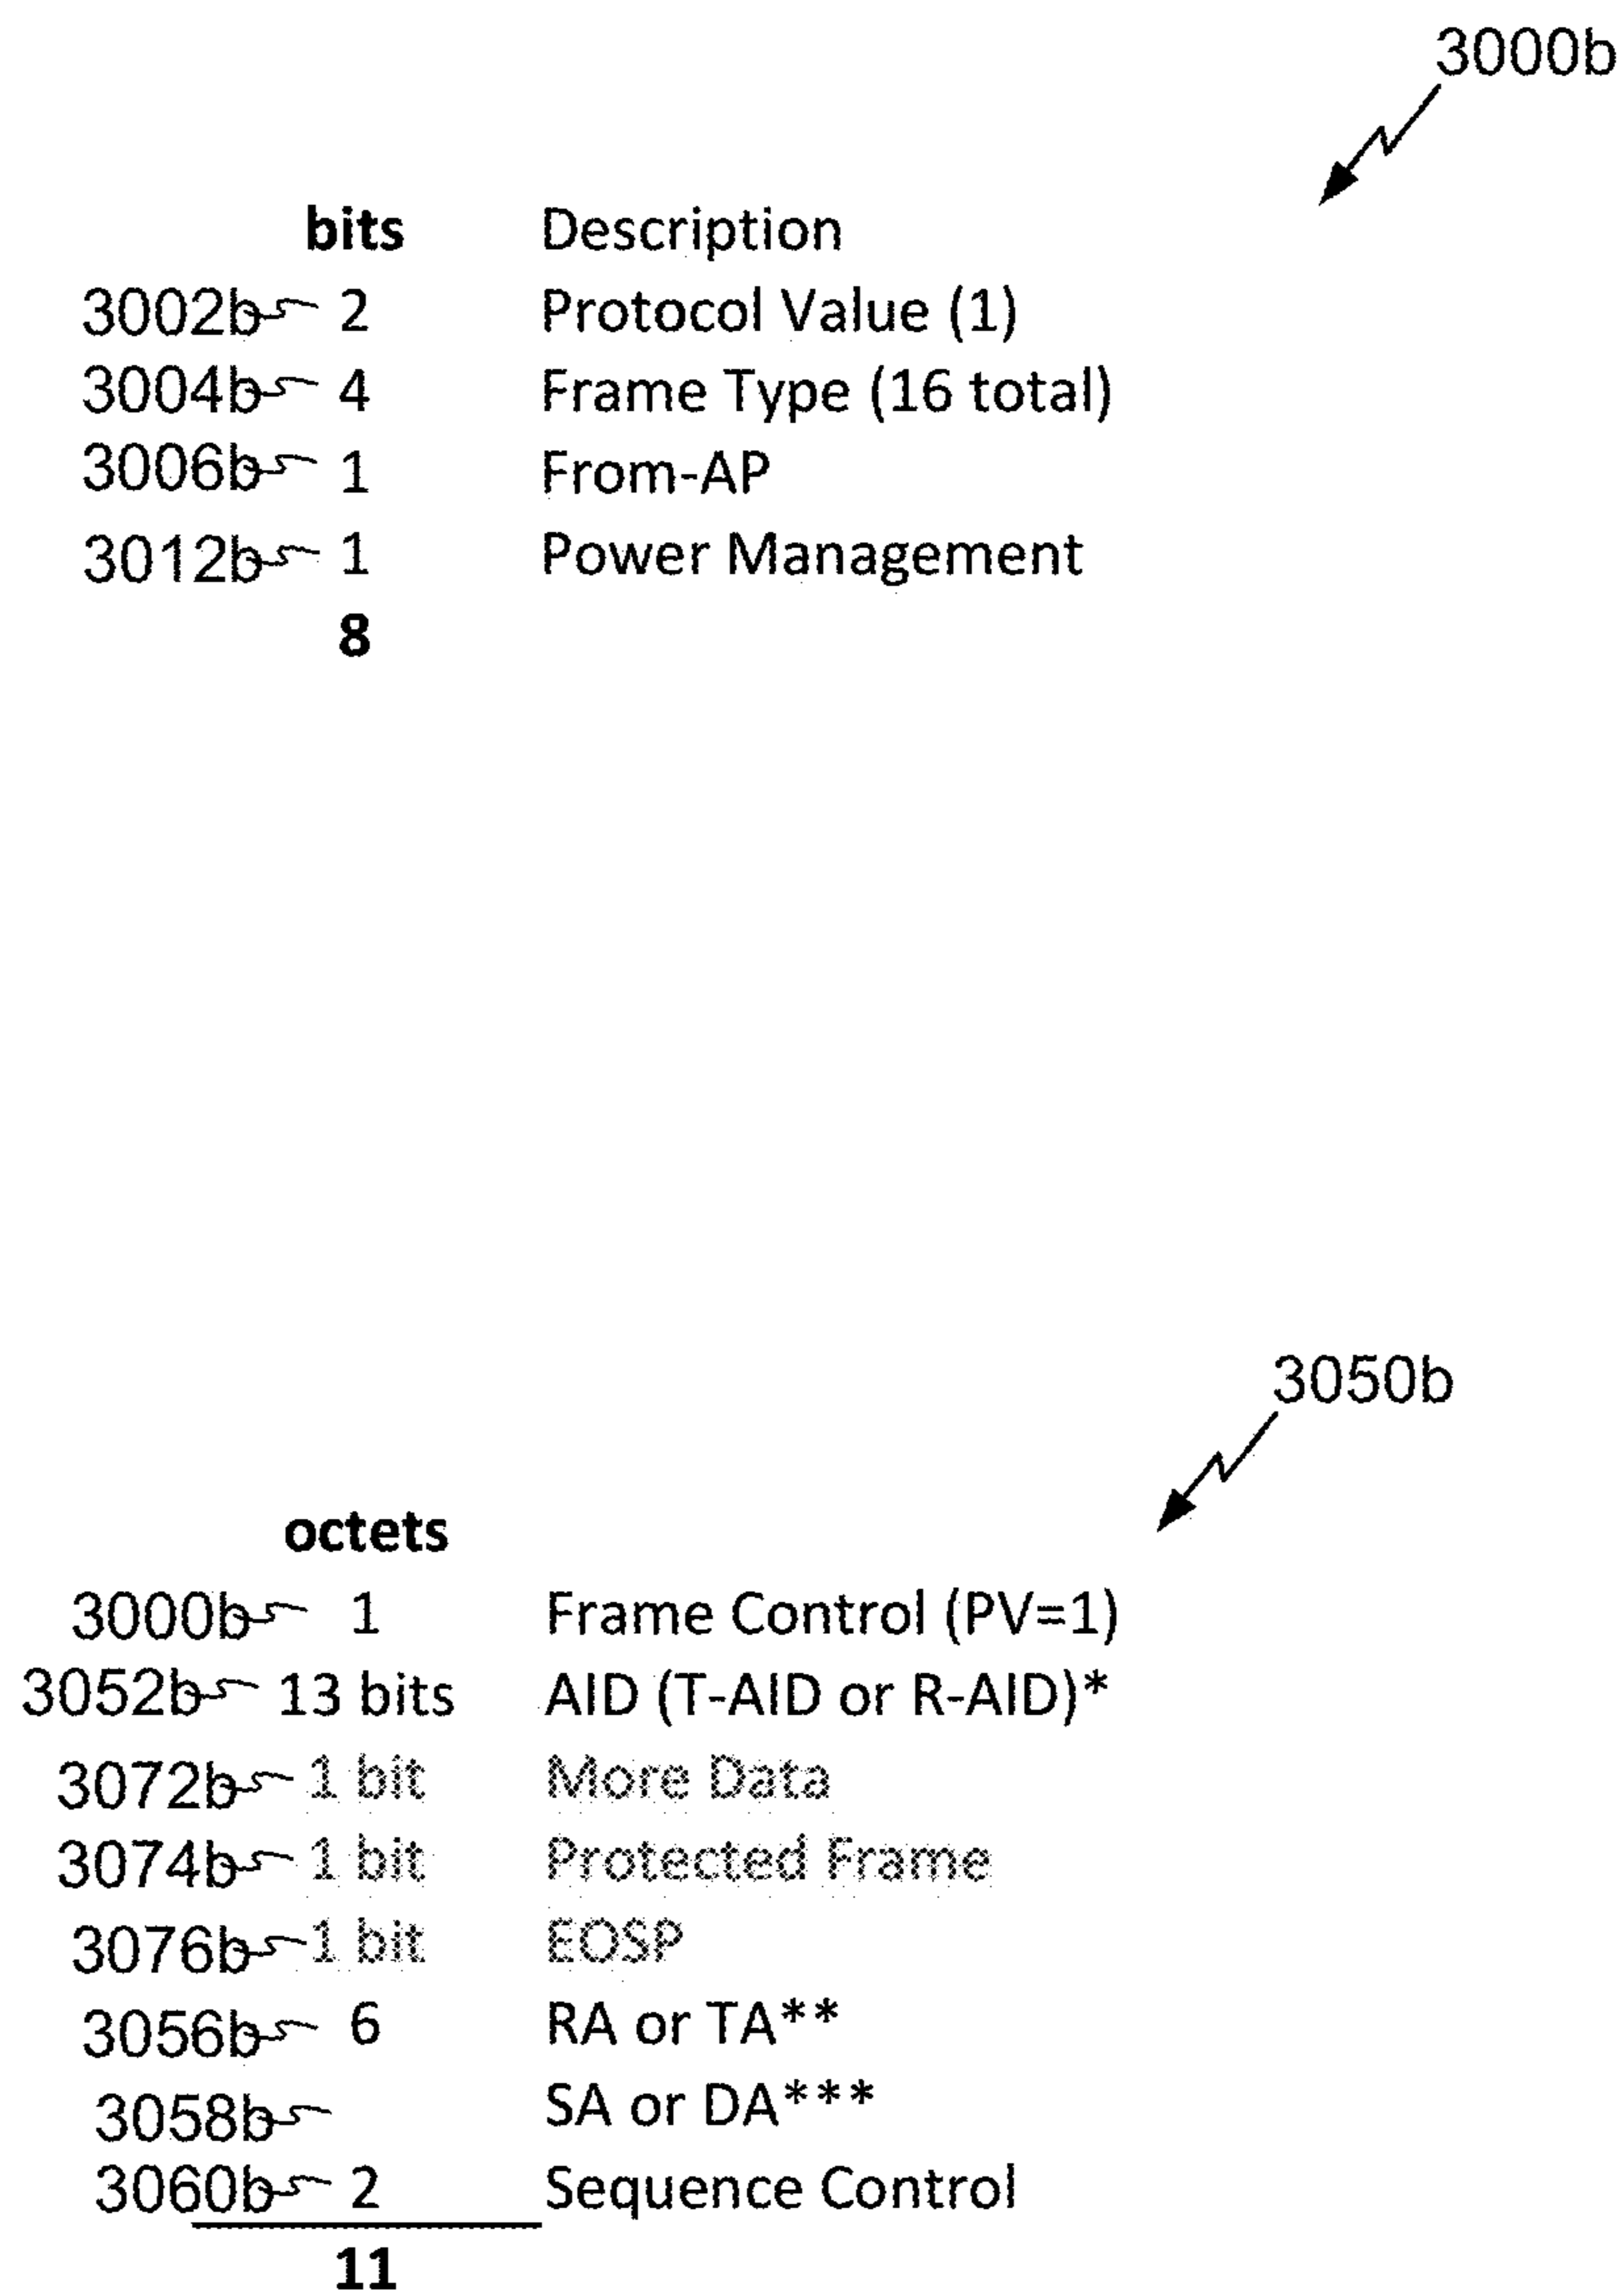 3000b
bits Description
3002b 2 Protocol Value (1)
3004b 4 Frame Type (16 total)
3006b 1 From-AP
3012b 1 Power Management
8
3050b
octets
3000b 1 Frame Control (PV=1)
3052b 13 bits AID (T-AID or R-AID)*
3072b 1 bit More Data
3074b 1 bit Protected Frame
3076b 1 bit EOSP
3056b 6 RA or TA**
3058b SA or DA***
3060b 2 Sequence Control
11